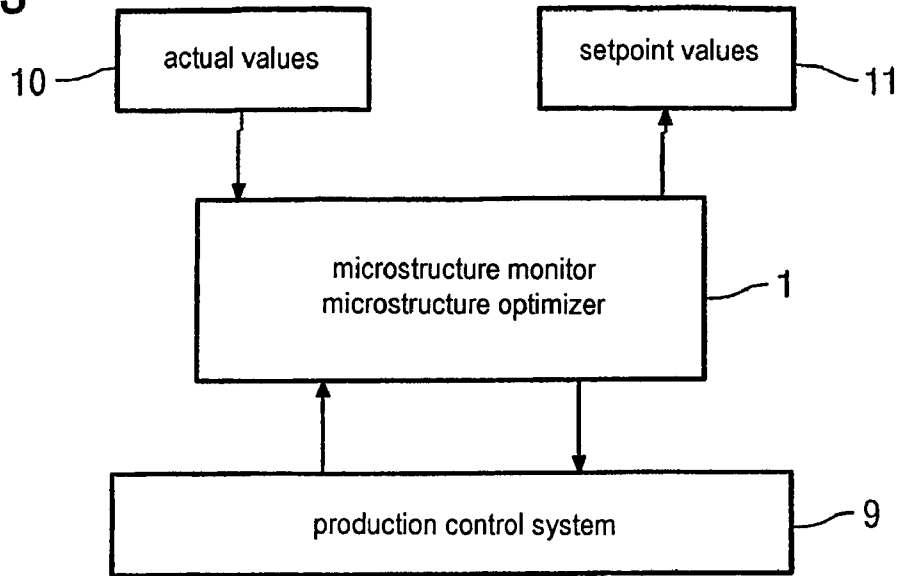 actual values
setpoint values
10
11
microstructure monitor
microstructure optimizer
1
production control system
9